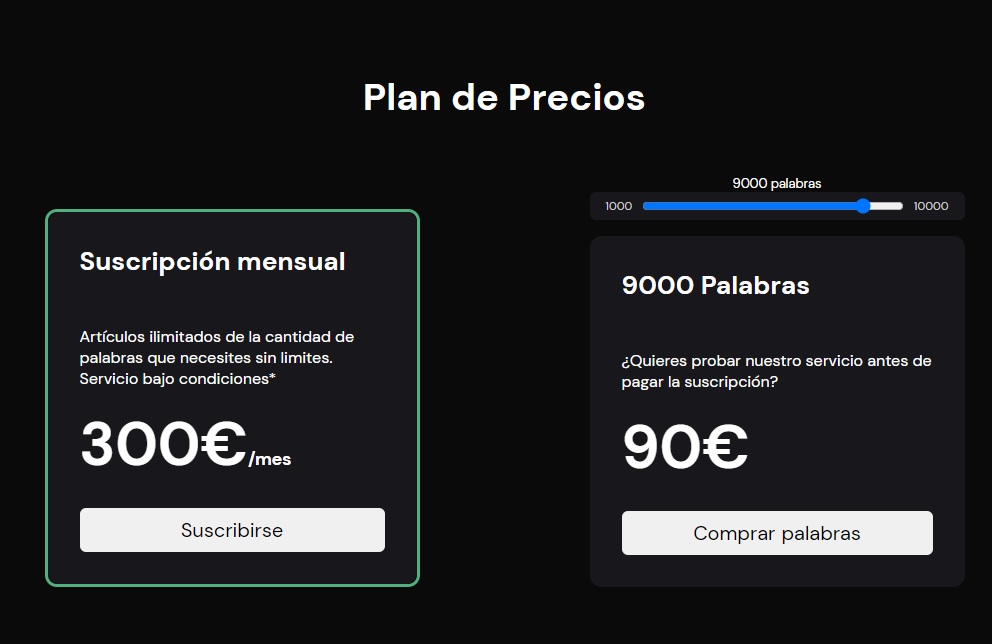 Plan de Precios
Suscripción mensual
Artículos ilimitados de la cantidad de
palabras que necesites sin limites.
Servicio bajo condiciones*
300€/mes
Suscribirse
9000 palabras
1000 10000
9000 Palabras
¿Quieres probar nuestro servicio antes de
pagar la suscripción?
90€
Comprar palabras